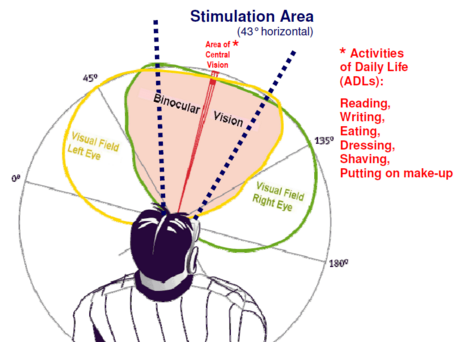 Stimulation Area
(43° horizontal)
Area of *
Central
Vision
* Activities
of Daily Life
(ADLs):
Reading,
Writing,
Eating,
Dressing,
Shaving,
Putting on make-up
45°
Binocular
Vision
135°
Visual Field
Left Eye
0°
Visual Field
Right Eye
180°